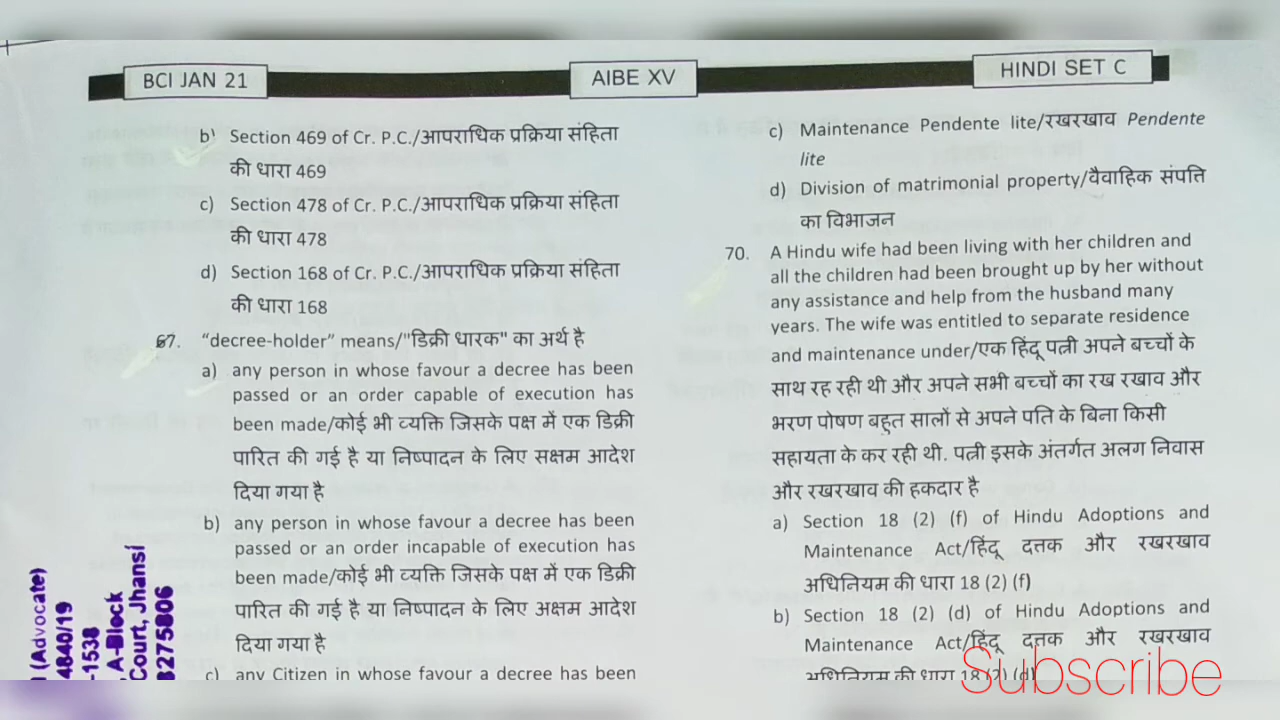 BCI JAN 21
AIBE XV
HINDI SET C
b) Section 469 of Cr. P.C./आपराधिक प्रक्रिया संहिता
की धारा 469
c) Section 478 of Cr. P.C./आपराधिक प्रक्रिया संहिता
की धारा 478
d) Section 168 of Cr. P.C./आपराधिक प्रक्रिया संहिता
की धारा 168
67. “decree-holder” means/"डिक्री धारक" का अर्थ है
a) any person in whose favour a decree has been
passed or an order capable of execution has
been made/कोई भी व्यक्ति जिसके पक्ष में एक डिक्री
पारित की गई है या निष्पादन के लिए सक्षम आदेश
दिया गया है
b) any person in whose favour a decree has been
passed or an order incapable of execution has
been made/कोई भी व्यक्ति जिसके पक्ष में एक डिक्री
पारित की गई है या निष्पादन के लिए अक्षम आदेश
दिया गया है
c) any Citizen in whose favour a decree has been
c) Maintenance Pendente lite/रखरखाव Pendente
lite
d) Division of matrimonial property/वैवाहिक संपत्ति
का विभाजन
70. A Hindu wife had been living with her children and
all the children had been brought up by her without
any assistance and help from the husband many
years. The wife was entitled to separate residence
and maintenance under/एक हिंदू पत्नी अपने बच्चों के
साथ रह रही थी और अपने सभी बच्चों का रख रखाव और
भरण पोषण बहुत सालों से अपने पति के बिना किसी
सहायता के कर रही थी. पत्नी इसके अंतर्गत अलग निवास
और रखरखाव की हकदार है
a) Section 18 (2) (f) of Hindu Adoptions and
Maintenance Act/हिंदू दत्तक और रखरखाव
अधिनियम की धारा 18 (2) (f)
b) Section 18 (2) (d) of Hindu Adoptions and
Maintenance Act/हिंदू दत्तक और रखरखाव
अधिनियम की धारा 18 (2) (d)
(Advocate)
4840/19
-1538
A-Block
Court, Jhansi
3275806
Subscribe